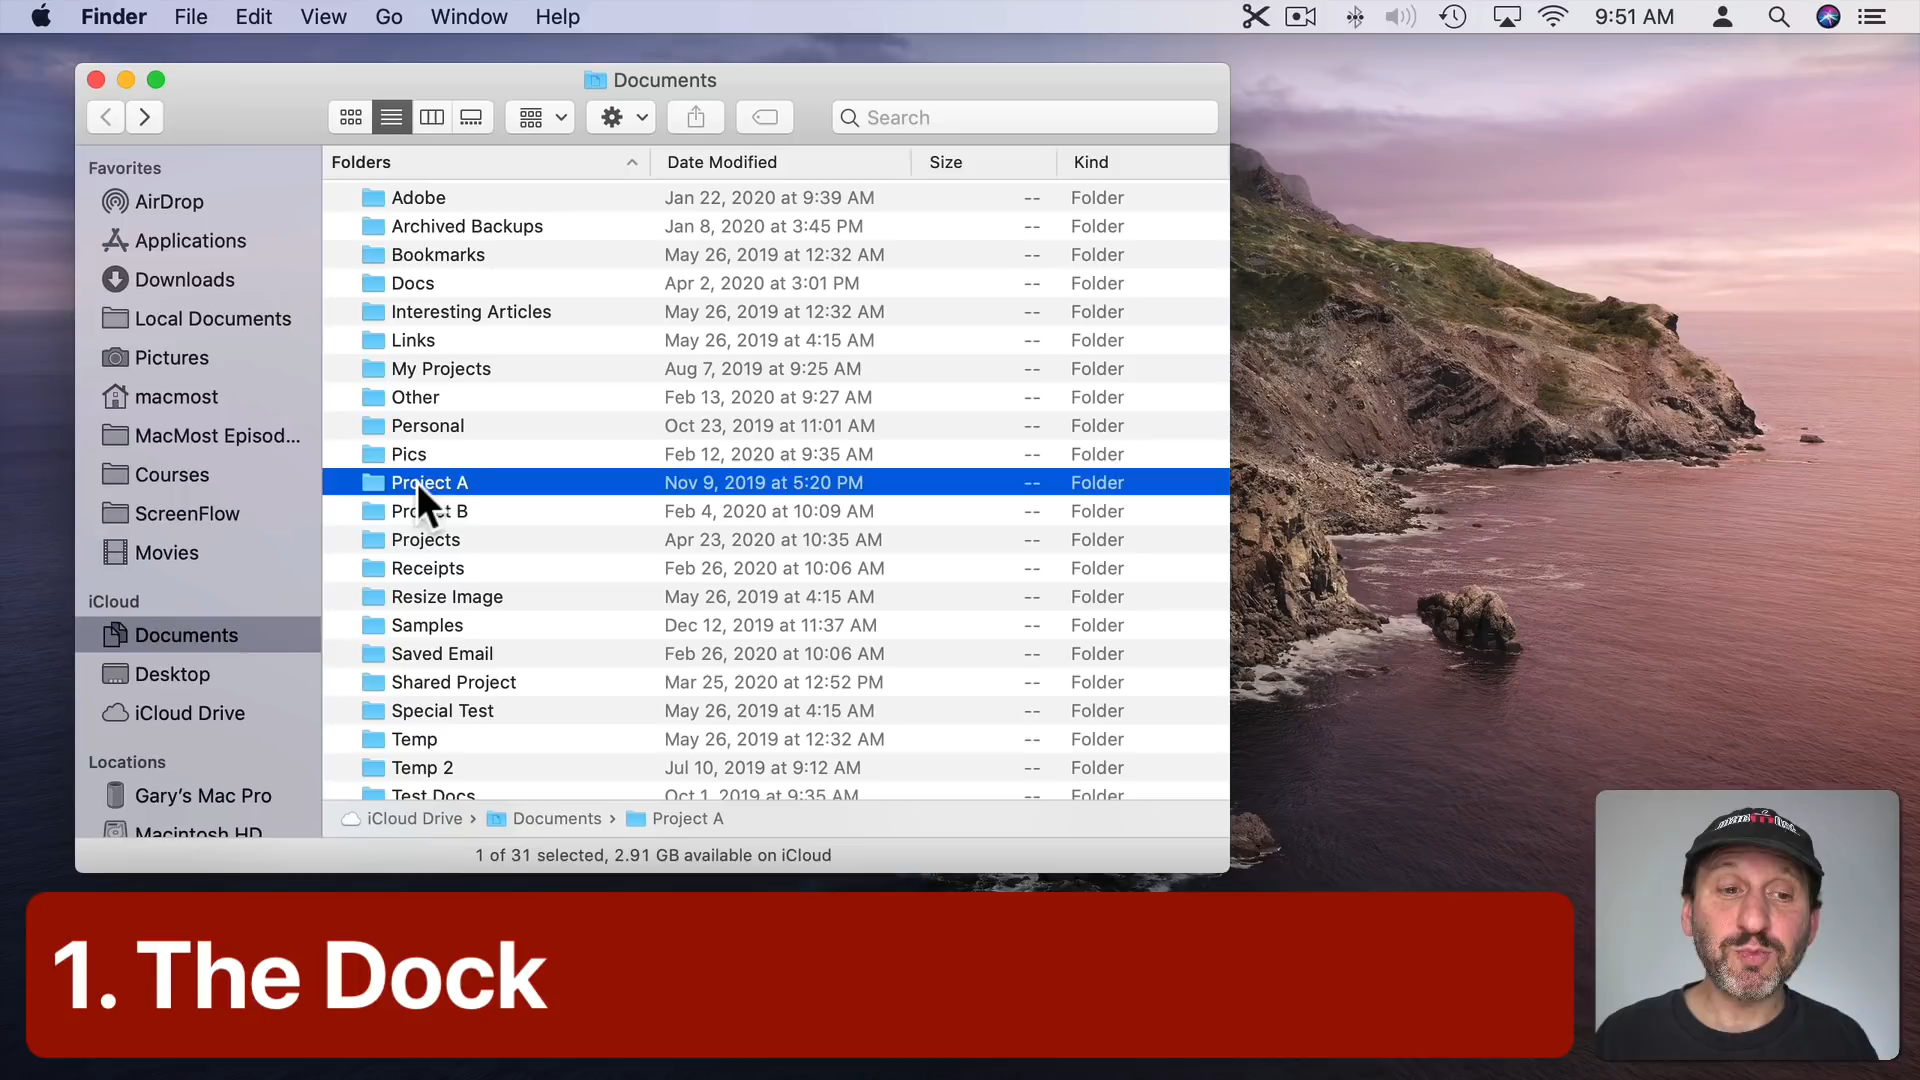 Finder File Edit View Go Window Help 9:51 AM
Documents
Search
Favorites
AirDrop
Applications
Downloads
Local Documents
Pictures
macmost
MacMost Episod...
Courses
ScreenFlow
Movies
iCloud
Documents
Desktop
iCloud Drive
Locations
Gary's Mac Pro
Macintosh HD
Folders Date Modified Size Kind
Adobe Jan 22, 2020 at 9:39 AM -- Folder
Archived Backups Jan 8, 2020 at 3:45 PM -- Folder
Bookmarks May 26, 2019 at 12:32 AM -- Folder
Docs Apr 2, 2020 at 3:01 PM -- Folder
Interesting Articles May 26, 2019 at 12:32 AM -- Folder
Links May 26, 2019 at 4:15 AM -- Folder
My Projects Aug 7, 2019 at 9:25 AM -- Folder
Other Feb 13, 2020 at 9:27 AM -- Folder
Personal Oct 23, 2019 at 11:01 AM -- Folder
Pics Feb 12, 2020 at 9:35 AM -- Folder
Project A Nov 9, 2019 at 5:20 PM -- Folder
Project B Feb 4, 2020 at 10:09 AM -- Folder
Projects Apr 23, 2020 at 10:35 AM -- Folder
Receipts Feb 26, 2020 at 10:06 AM -- Folder
Resize Image May 26, 2019 at 4:15 AM -- Folder
Samples Dec 12, 2019 at 11:37 AM -- Folder
Saved Email Feb 26, 2020 at 10:06 AM -- Folder
Shared Project Mar 25, 2020 at 12:52 PM -- Folder
Special Test May 26, 2019 at 4:15 AM -- Folder
Temp May 26, 2019 at 12:32 AM -- Folder
Temp 2 Jul 10, 2019 at 9:12 AM -- Folder
Test Docs Oct 1, 2019 at 9:35 AM -- Folder
iCloud Drive › Documents › Project A
1 of 31 selected, 2.91 GB available on iCloud
1. The Dock